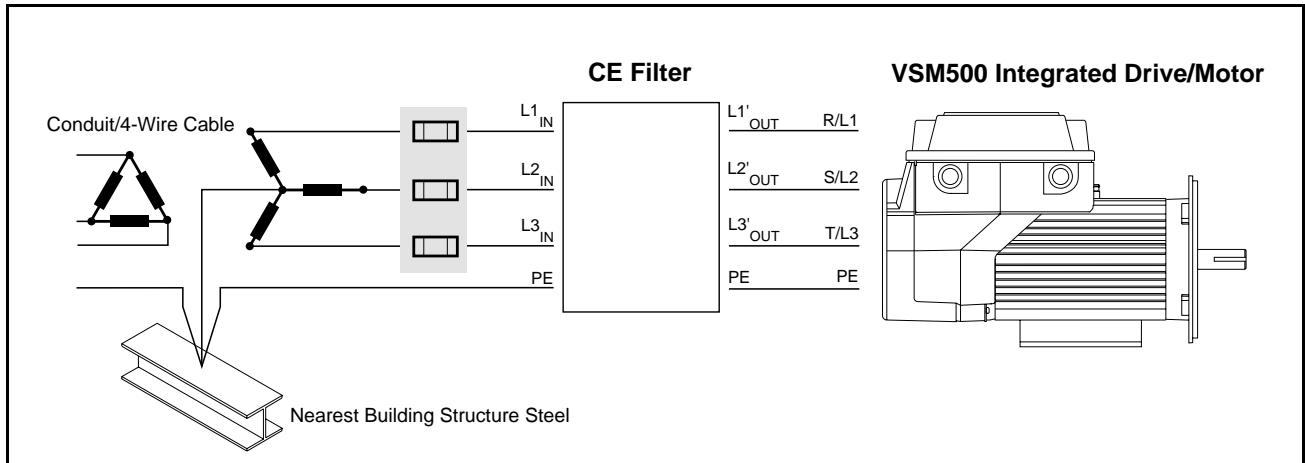 CE Filter
VSM500 Integrated Drive/Motor
Conduit/4-Wire Cable
L1IN
L1'OUT
R/L1
L2IN
L2'OUT
S/L2
L3IN
L3'OUT
T/L3
PE
PE
PE
Nearest Building Structure Steel